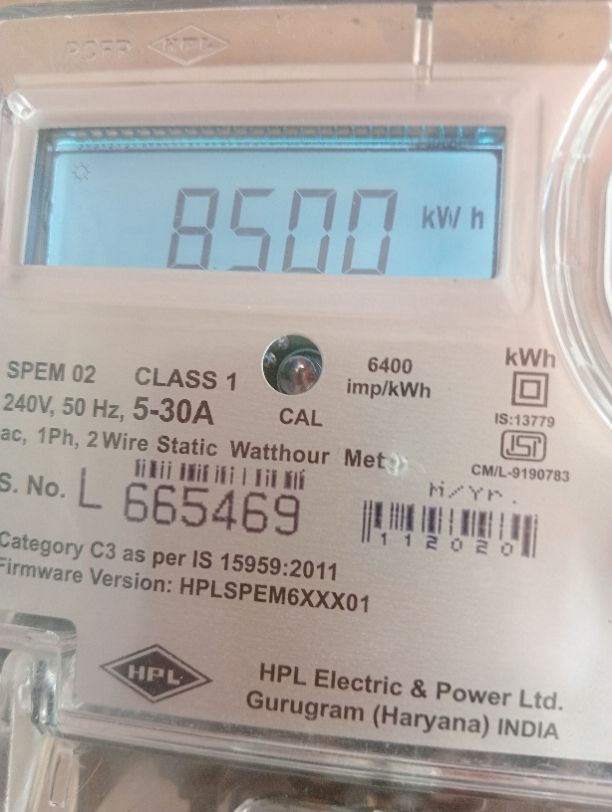 PCFP HPL
8500 kWh
SPEM 02 CLASS 1
6400
imp/kWh
kWh
240V, 50 Hz, 5-30A
CAL
IS:13779
ISI
CM/L-9190783
ac, 1Ph, 2 Wire Static Watthour Met
M/Yr.
S. No. L 665469
112020
Category C3 as per IS 15959:2011
Firmware Version: HPLSPEM6XXX01
HPL
HPL Electric & Power Ltd.
Gurugram (Haryana) INDIA